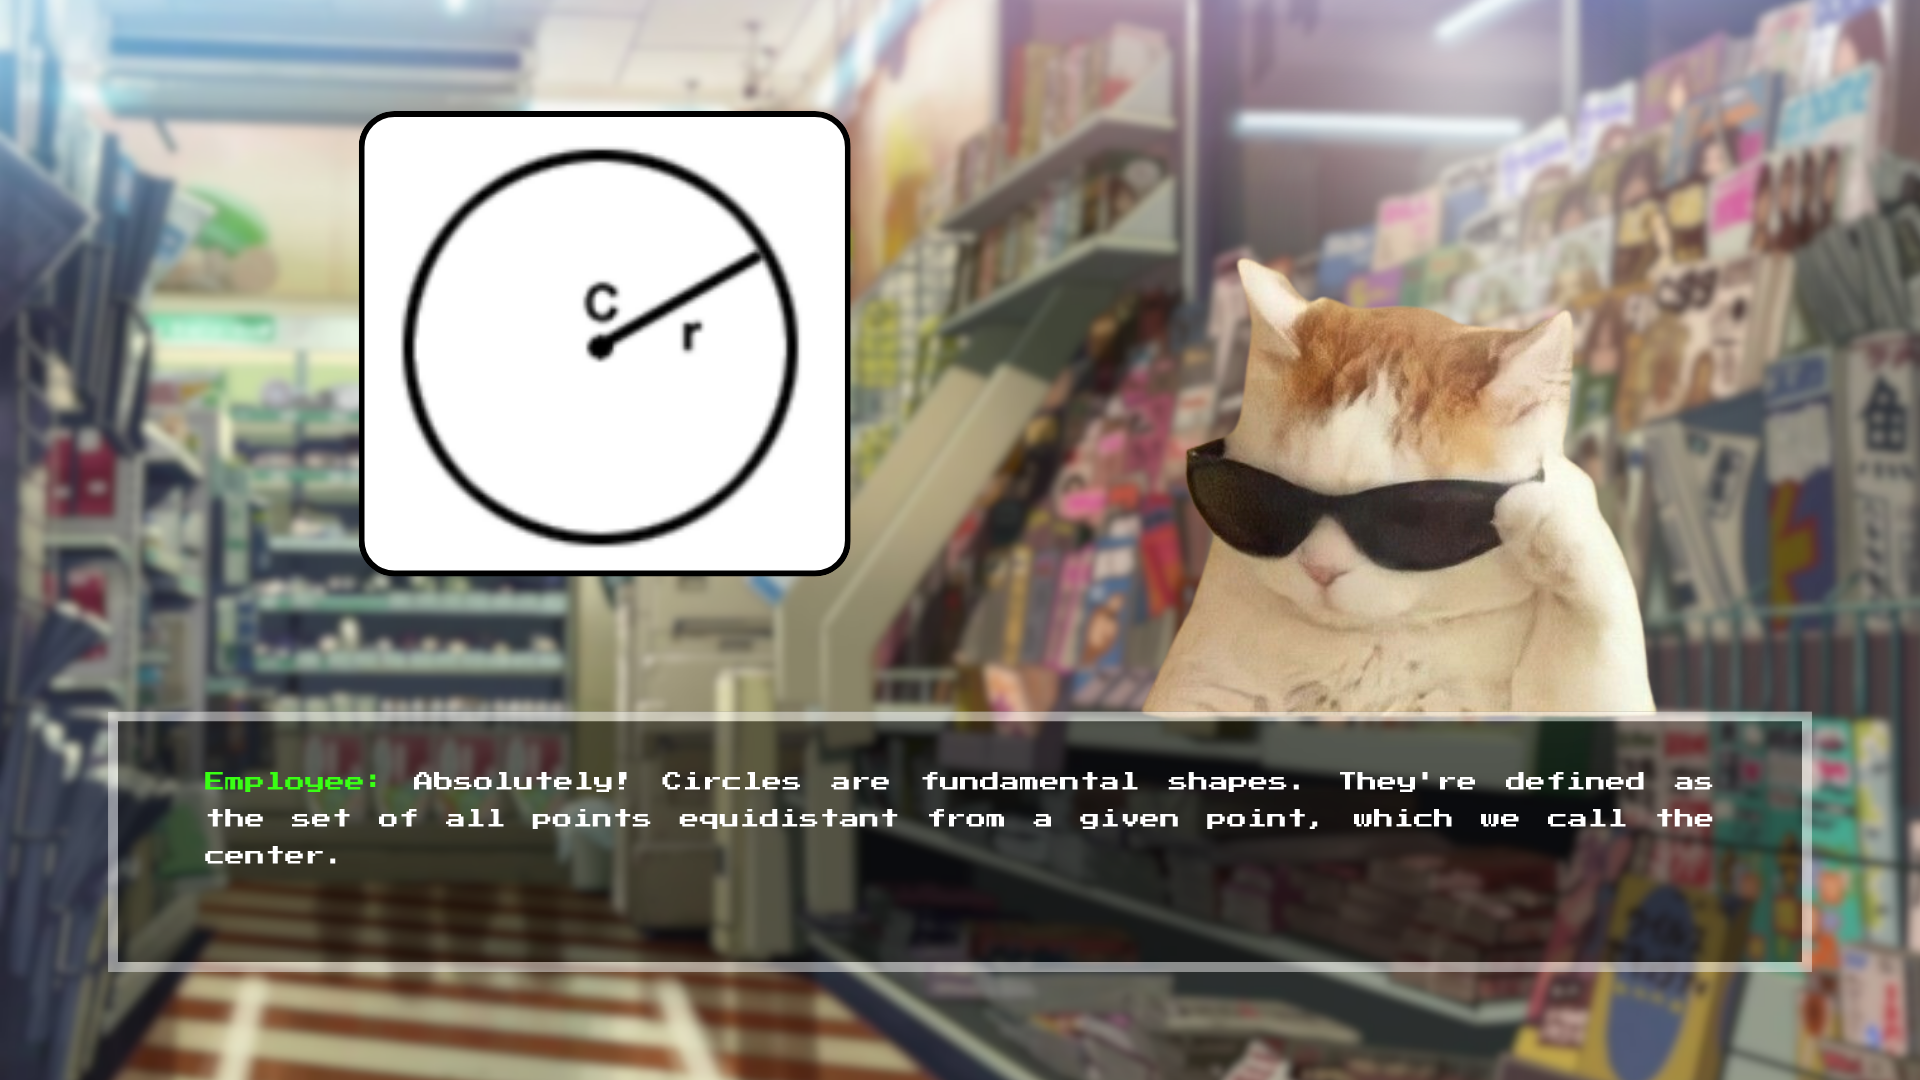 C
r
Employee: Absolutely! Circles are fundamental shapes. They're defined as
the set of all points equidistant from a given point, which we call the
center.